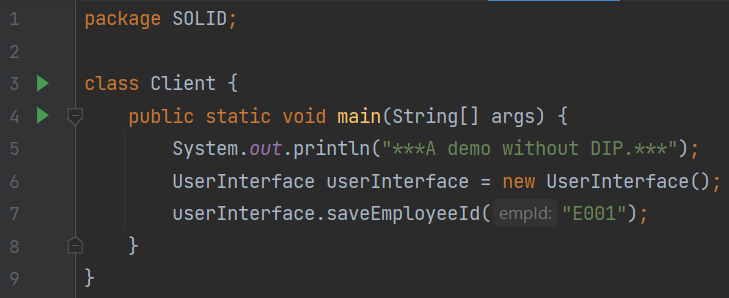 1 package SOLID;
2
3 class Client {
4 public static void main(String[] args) {
5 System.out.println("***A demo without DIP.***");
6 UserInterface userInterface = new UserInterface();
7 userInterface.saveEmployeeId( empId: "E001");
8 }
9 }